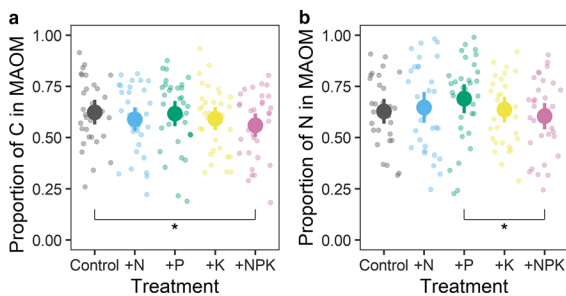 a
Proportion of C in MAOM
1.00
0.75
0.50
0.25
0.00
*
Control +N +P +K +NPK
Treatment
b
Proportion of N in MAOM
1.00
0.75
0.50
0.25
0.00
*
Control +N +P +K +NPK
Treatment